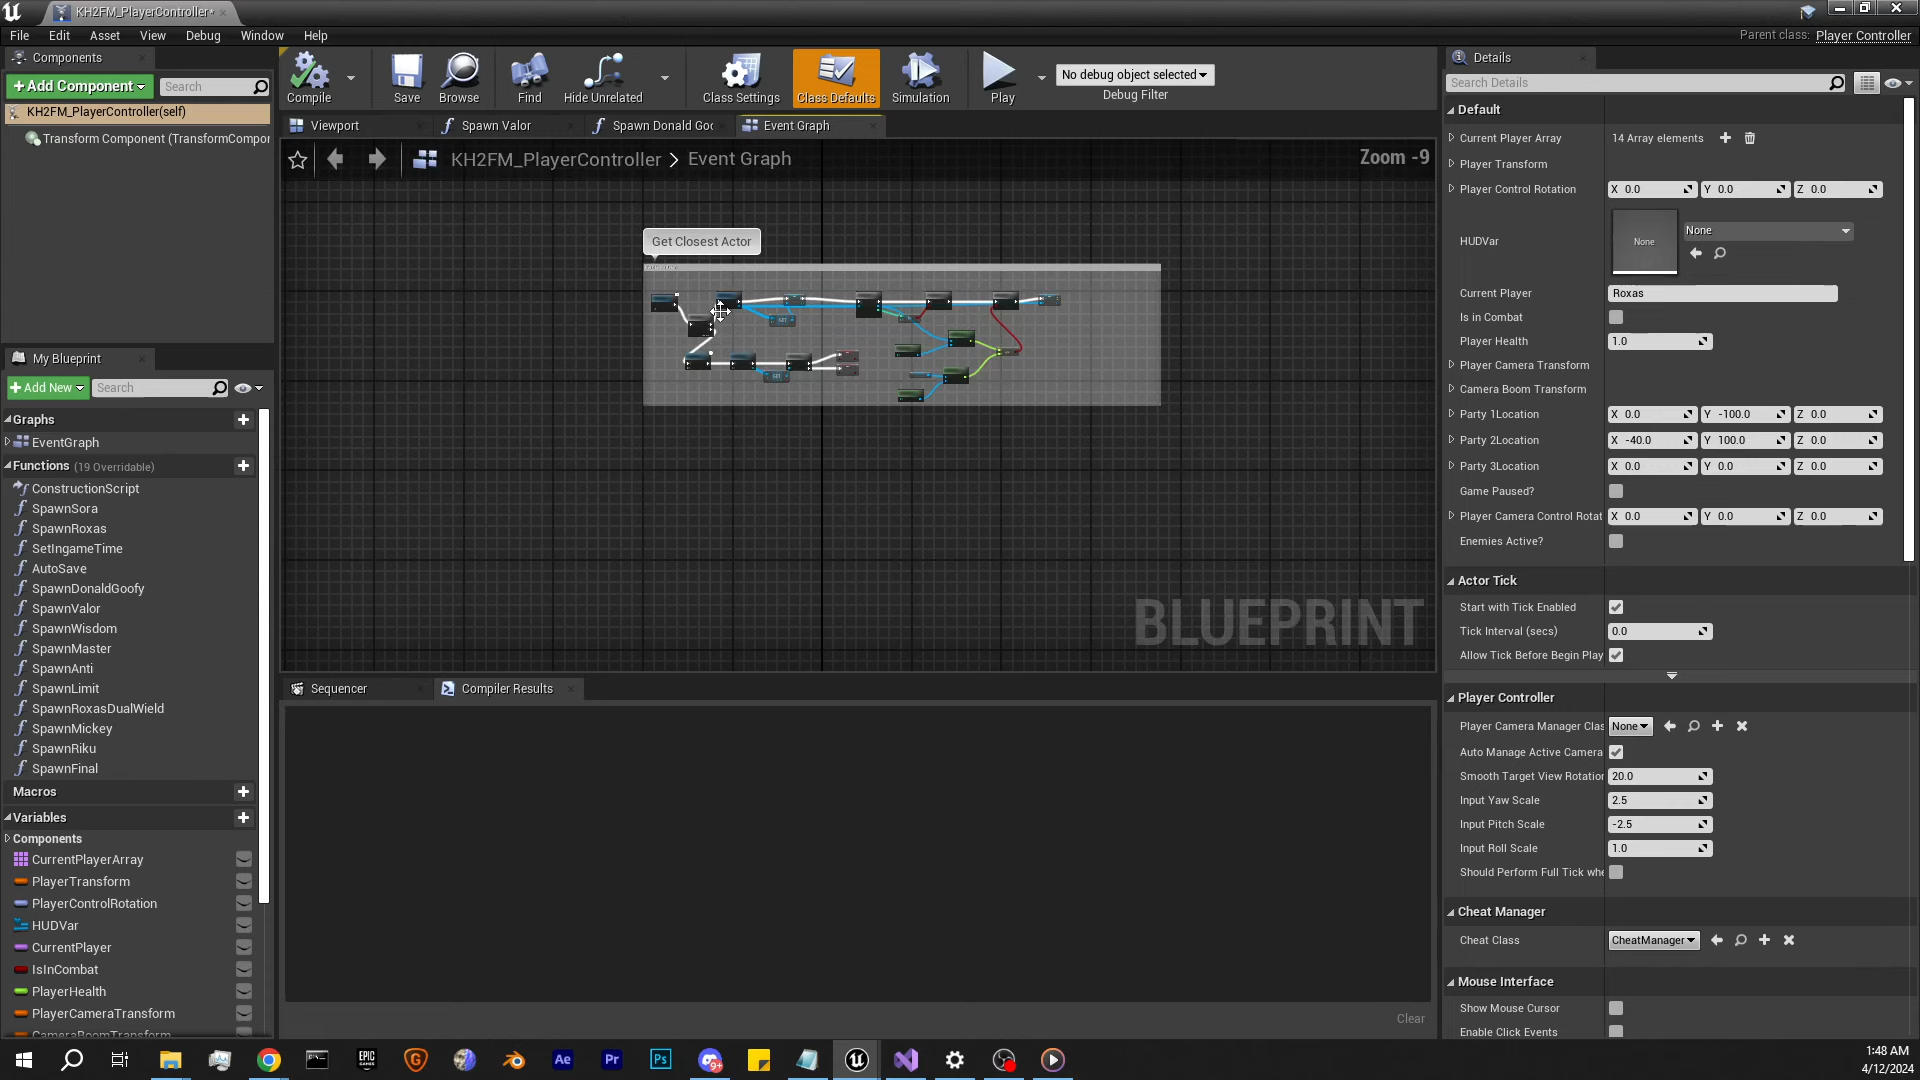 KH2FM_PlayerController*
File Edit Asset View Debug Window Help
Parent class: Player Controller
Components
+Add Component Search
KH2FM_PlayerController(self)
Transform Component (TransformCompor
Compile Save Browse Find Hide Unrelated Class Settings Class Defaults Simulation Play
No debug object selected
Debug Filter
Viewport Spawn Valor Spawn Donald Goo Event Graph
KH2FM_PlayerController > Event Graph
Zoom -9
Get Closest Actor
BLUEPRINT
My Blueprint
+Add New Search
Graphs
EventGraph
Functions (19 Overridable)
ConstructionScript
SpawnSora
SpawnRoxas
SetIngameTime
AutoSave
SpawnDonaldGoofy
SpawnValor
SpawnWisdom
SpawnMaster
SpawnAnti
SpawnLimit
SpawnRoxasDualWield
SpawnMickey
SpawnRiku
SpawnFinal
Macros
Variables
Components
CurrentPlayerArray
PlayerTransform
PlayerControlRotation
HUDVar
CurrentPlayer
IsInCombat
PlayerHealth
PlayerCameraTransform
CameraBoomTransform
Sequencer Compiler Results
Clear
Details
Search Details
Default
Current Player Array 14 Array elements
Player Transform
Player Control Rotation X 0.0 Y 0.0 Z 0.0
HUDVar None None
Current Player Roxas
Is in Combat
Player Health 1.0
Player Camera Transform
Camera Boom Transform
Party 1Location X 0.0 Y -100.0 Z 0.0
Party 2Location X -40.0 Y 100.0 Z 0.0
Party 3Location X 0.0 Y 0.0 Z 0.0
Game Paused?
Player Camera Control Rotat X 0.0 Y 0.0 Z 0.0
Enemies Active?
Actor Tick
Start with Tick Enabled
Tick Interval (secs) 0.0
Allow Tick Before Begin Play
Player Controller
Player Camera Manager Clas None
Auto Manage Active Camera
Smooth Target View Rotation 20.0
Input Yaw Scale 2.5
Input Pitch Scale -2.5
Input Roll Scale 1.0
Should Perform Full Tick whe
Cheat Manager
Cheat Class CheatManager
Mouse Interface
Show Mouse Cursor
Enable Click Events
EPIC GAMES Ae Pr Ps 9+
1:48 AM
4/12/2024